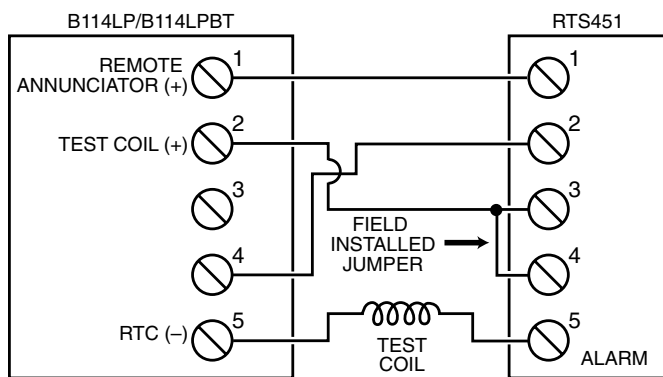 B114LP/B114LPBT
RTS451
REMOTE
ANNUNCIATOR (+)
1
1
TEST COIL (+)
2
2
3
3
FIELD
INSTALLED
JUMPER
4
4
RTC (–)
5
TEST
COIL
5
ALARM